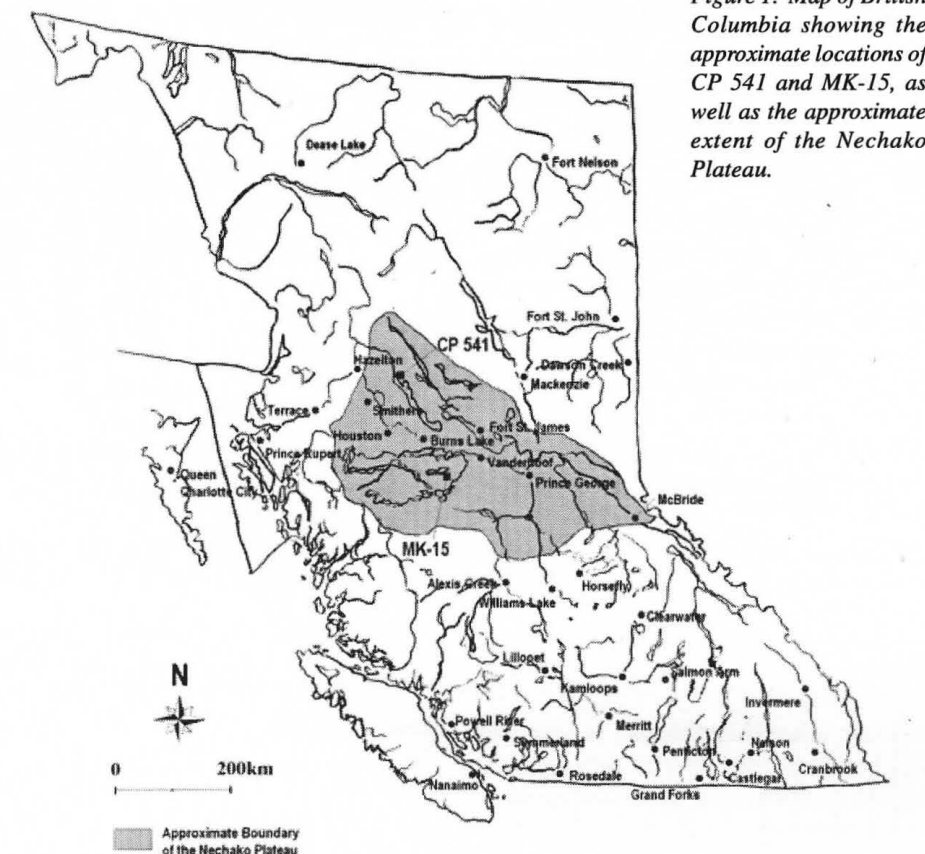 Figure 1. Map of British
Columbia showing the
approximate locations of
CP 541 and MK-15, as
well as the approximate
extent of the Nechako
Plateau.
Dease Lake
Fort Nelson
Fort St. John
CP 541
Hazelton
Dawson Creek
Mackenzie
Terrace
Smithers
Fort St. James
Houston
Burns Lake
Prince Rupert
Vanderhoof
Queen
Charlotte City
Prince George
McBride
MK-15
Alexis Creek
Horsefly
Williams Lake
Clearwater
Lillooet
Salmon Arm
Kamloops
Invermere
N
Powell River
Merritt
Summerland
Penticton
Nelson
0 200km
Rosedale
Castlegar
Cranbrook
Nanaimo
Grand Forks
Approximate Boundary
of the Nechako Plateau